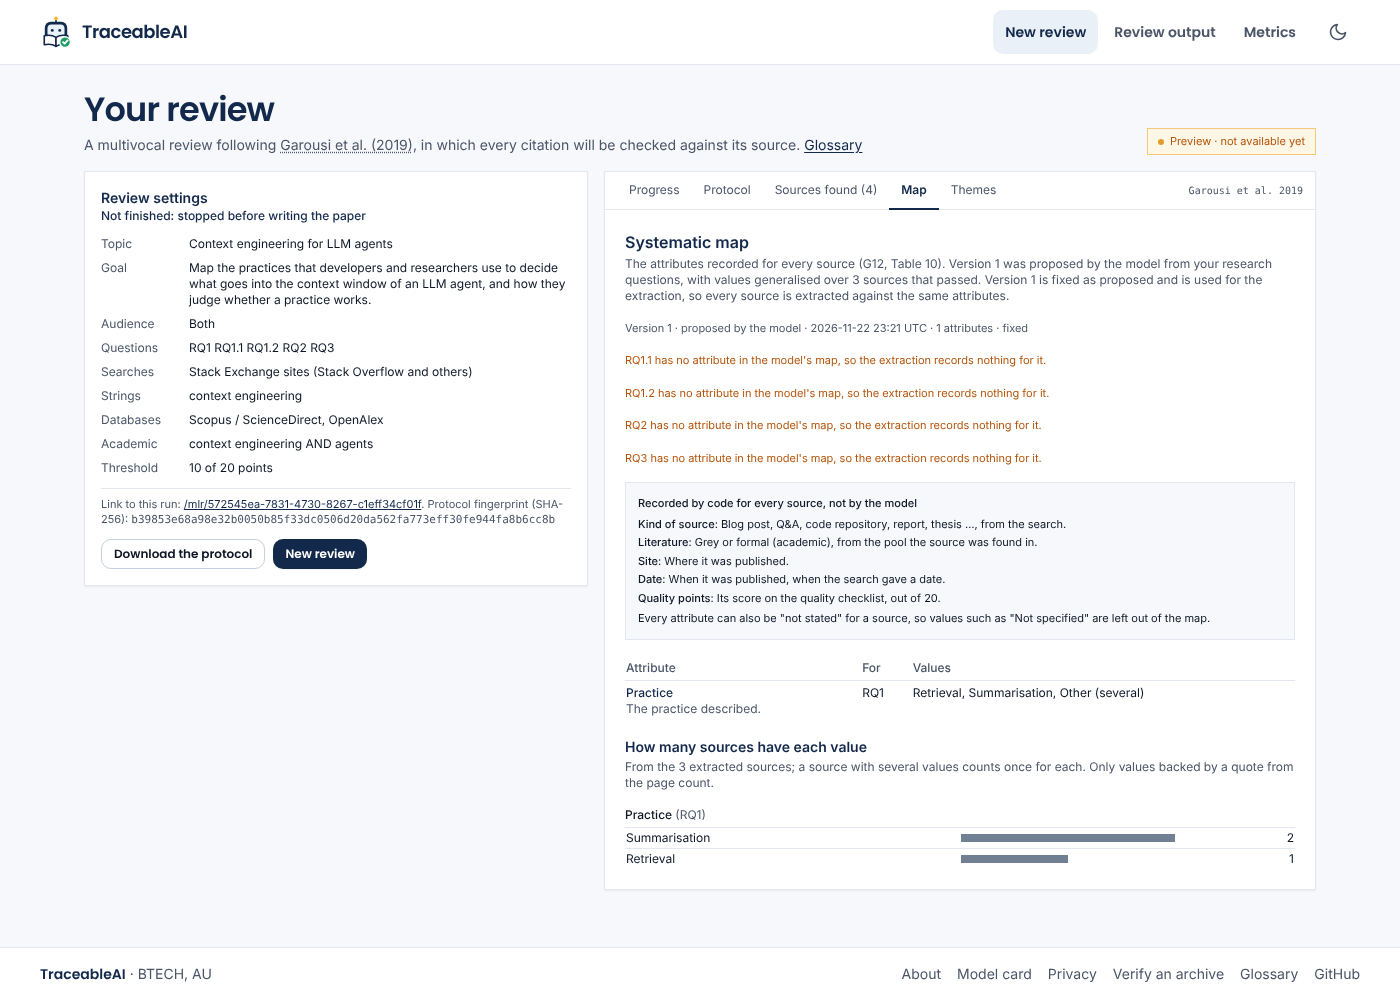 TraceableAI
New review
Review output
Metrics
Your review
A multivocal review following Garousi et al. (2019), in which every citation will be checked against its source. Glossary
Preview · not available yet
Review settings
Not finished: stopped before writing the paper
Topic Context engineering for LLM agents
Goal Map the practices that developers and researchers use to decide
what goes into the context window of an LLM agent, and how they
judge whether a practice works.
Audience Both
Questions RQ1 RQ1.1 RQ1.2 RQ2 RQ3
Searches Stack Exchange sites (Stack Overflow and others)
Strings context engineering
Databases Scopus / ScienceDirect, OpenAlex
Academic context engineering AND agents
Threshold 10 of 20 points
Link to this run: /mlr/572545ea-7831-4730-8267-c1eff34cf01f. Protocol fingerprint (SHA-
256): b39853e68a98e32b0050b85f33dc0506d20da562fa773eff30fe944fa8b6cc8b
Download the protocol
New review
Progress
Protocol
Sources found (4)
Map
Themes
Garousi et al. 2019
Systematic map
The attributes recorded for every source (G12, Table 10). Version 1 was proposed by the model from your research
questions, with values generalised over 3 sources that passed. Version 1 is fixed as proposed and is used for the
extraction, so every source is extracted against the same attributes.
Version 1 · proposed by the model · 2026-11-22 23:21 UTC · 1 attributes · fixed
RQ1.1 has no attribute in the model's map, so the extraction records nothing for it.
RQ1.2 has no attribute in the model's map, so the extraction records nothing for it.
RQ2 has no attribute in the model's map, so the extraction records nothing for it.
RQ3 has no attribute in the model's map, so the extraction records nothing for it.
Recorded by code for every source, not by the model
Kind of source: Blog post, Q&A, code repository, report, thesis ..., from the search.
Literature: Grey or formal (academic), from the pool the source was found in.
Site: Where it was published.
Date: When it was published, when the search gave a date.
Quality points: Its score on the quality checklist, out of 20.
Every attribute can also be "not stated" for a source, so values such as "Not specified" are left out of the map.
Attribute For Values
Practice RQ1 Retrieval, Summarisation, Other (several)
The practice described.
How many sources have each value
From the 3 extracted sources; a source with several values counts once for each. Only values backed by a quote from
the page count.
Practice (RQ1)
Summarisation 2
Retrieval 1
TraceableAI · BTECH, AU
About
Model card
Privacy
Verify an archive
Glossary
GitHub